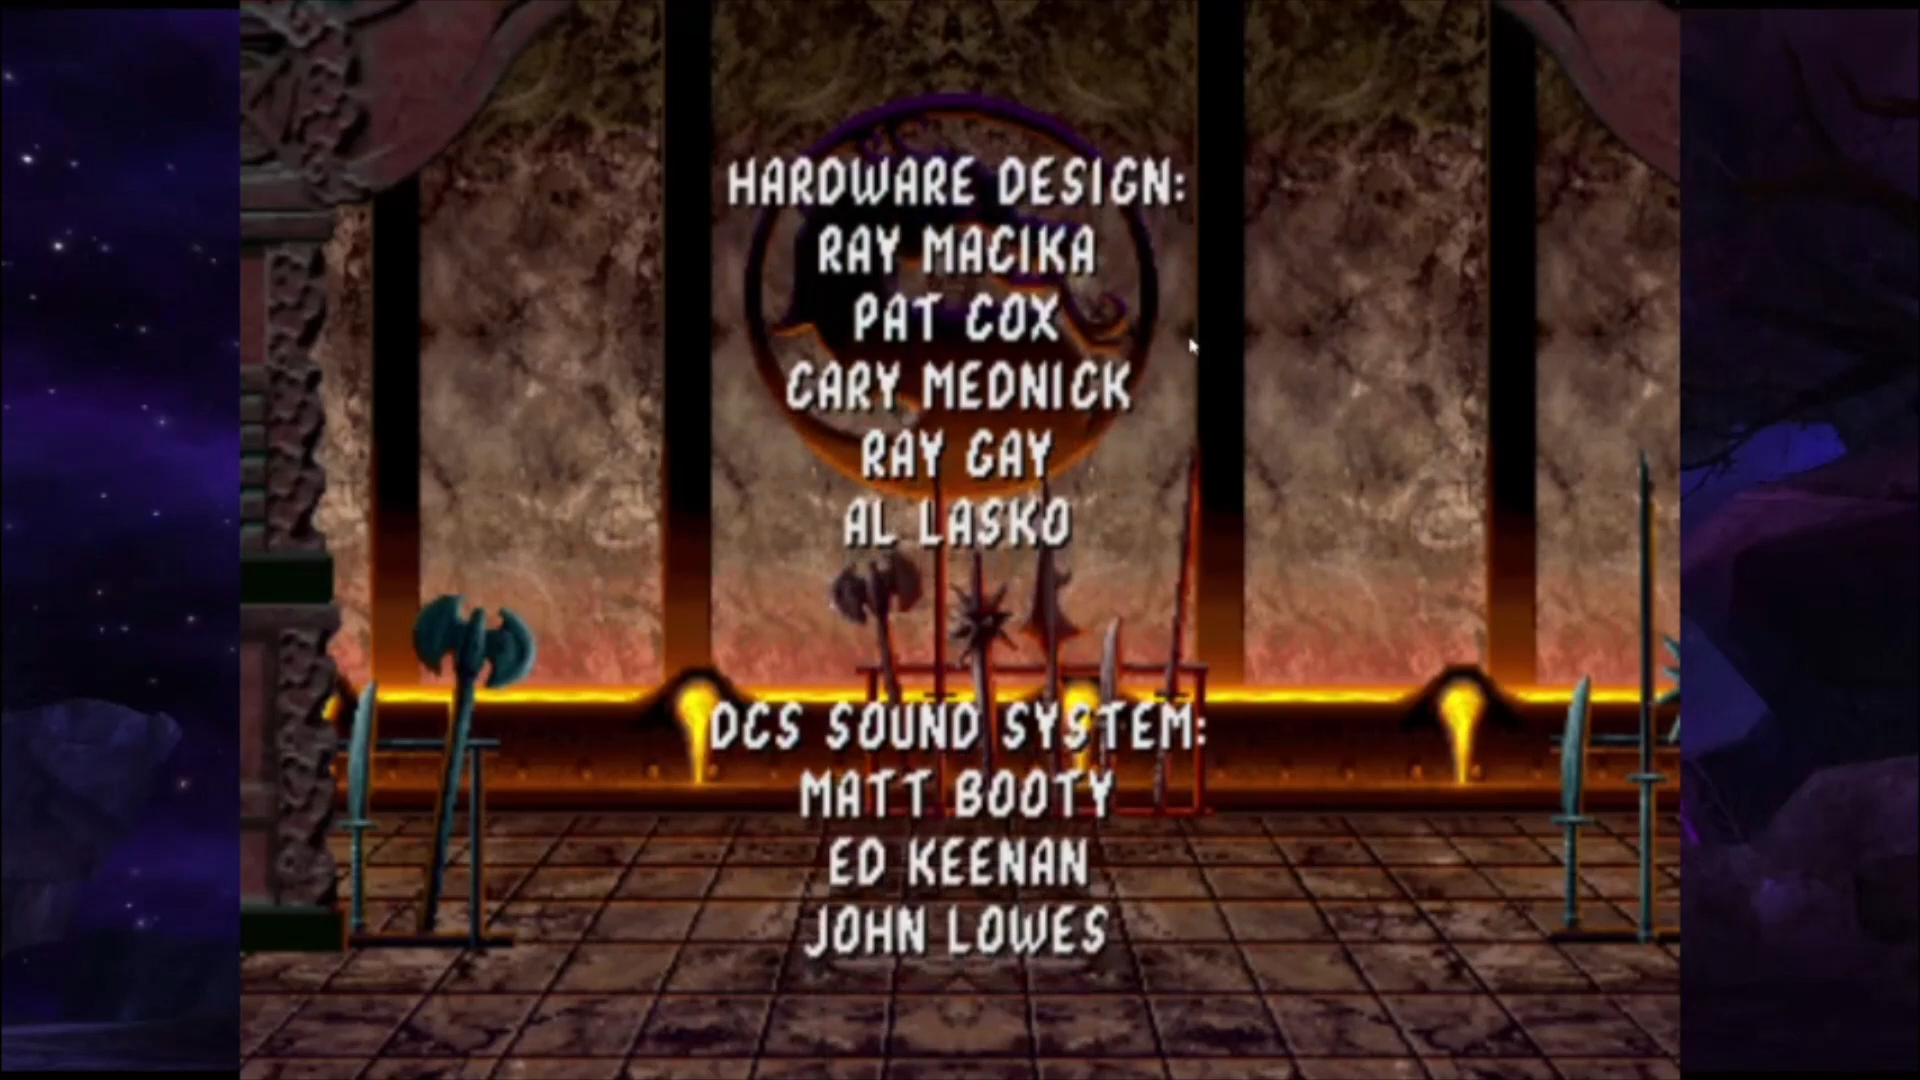 HARDWARE DESIGN:
RAY MACIKA
PAT COX
CARY MEDNICK
RAY GAY
AL LASKO
DCS SOUND SYSTEM:
MATT BOOTY
ED KEENAN
JOHN LOWES